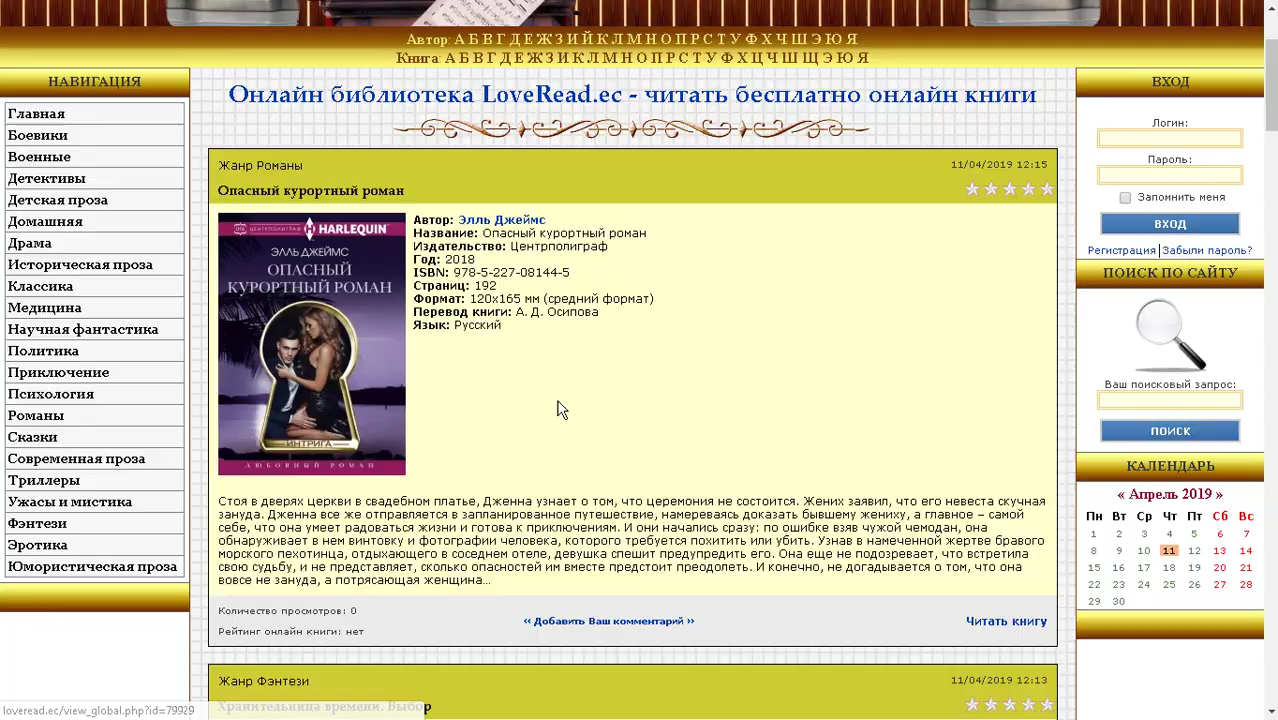 Автор: А Б В Г Д Е Ж З И Й К Л М Н О П Р С Т У Ф Х Ч Ш Э Ю Я
Книга: А Б В Г Д Е Ж З И К Л М Н О П Р С Т У Ф Х Ц Ч Ш Щ Э Ю Я
НАВИГАЦИЯ
Главная
Боевики
Военные
Детективы
Детская проза
Домашняя
Драма
Историческая проза
Классика
Медицина
Научная фантастика
Политика
Приключение
Психология
Романы
Сказки
Современная проза
Триллеры
Ужасы и мистика
Фэнтези
Эротика
Юмористическая проза
Онлайн библиотека LoveRead.ec - читать бесплатно онлайн книги
Жанр Романы
11/04/2019 12:15
Опасный курортный роман
ЦЕНТРПОЛИГРАФ HARLEQUIN
ЭЛЛЬ ДЖЕЙМС
ОПАСНЫЙ
КУРОРТНЫЙ РОМАН
ИНТРИГА
ЛЮБОВНЫЙ РОМАН
Автор: Элль Джеймс
Название: Опасный курортный роман
Издательство: Центрполиграф
Год: 2018
ISBN: 978-5-227-08144-5
Страниц: 192
Формат: 120x165 мм (средний формат)
Перевод книги: А. Д. Осипова
Язык: Русский
Стоя в дверях церкви в свадебном платье, Дженна узнает о том, что церемония не состоится. Жених заявил, что его невеста скучная
зануда. Дженна все же отправляется в запланированное путешествие, намереваясь доказать бывшему жениху, а главное – самой
себе, что она умеет радоваться жизни и готова к приключениям. И они начались сразу: по ошибке взяв чужой чемодан, она
обнаруживает в нем винтовку и фотографии человека, которого требуется похитить или убить. Узнав в намеченной жертве бравого
морского пехотинца, отдыхающего в соседнем отеле, девушка спешит предупредить его. Она еще не подозревает, что встретила
свою судьбу, и не представляет, сколько опасностей им вместе предстоит преодолеть. И конечно, не догадывается о том, что она
вовсе не зануда, а потрясающая женщина...
Количество просмотров: 0
Рейтинг онлайн книги: нет
‹‹ Добавить Ваш комментарий ››
Читать книгу
Жанр Фэнтези
11/04/2019 12:13
Хранительница времени. Выбор
loveread.ec/view_global.php?id=79929
ВХОД
Логин:
Пароль:
Запомнить меня
ВХОД
Регистрация|Забыли пароль?
ПОИСК ПО САЙТУ
Ваш поисковый запрос:
ПОИСК
КАЛЕНДАРЬ
« Апрель 2019 »
Пн Вт Ср Чт Пт Сб Вс
1 2 3 4 5 6 7
8 9 10 11 12 13 14
15 16 17 18 19 20 21
22 23 24 25 26 27 28
29 30